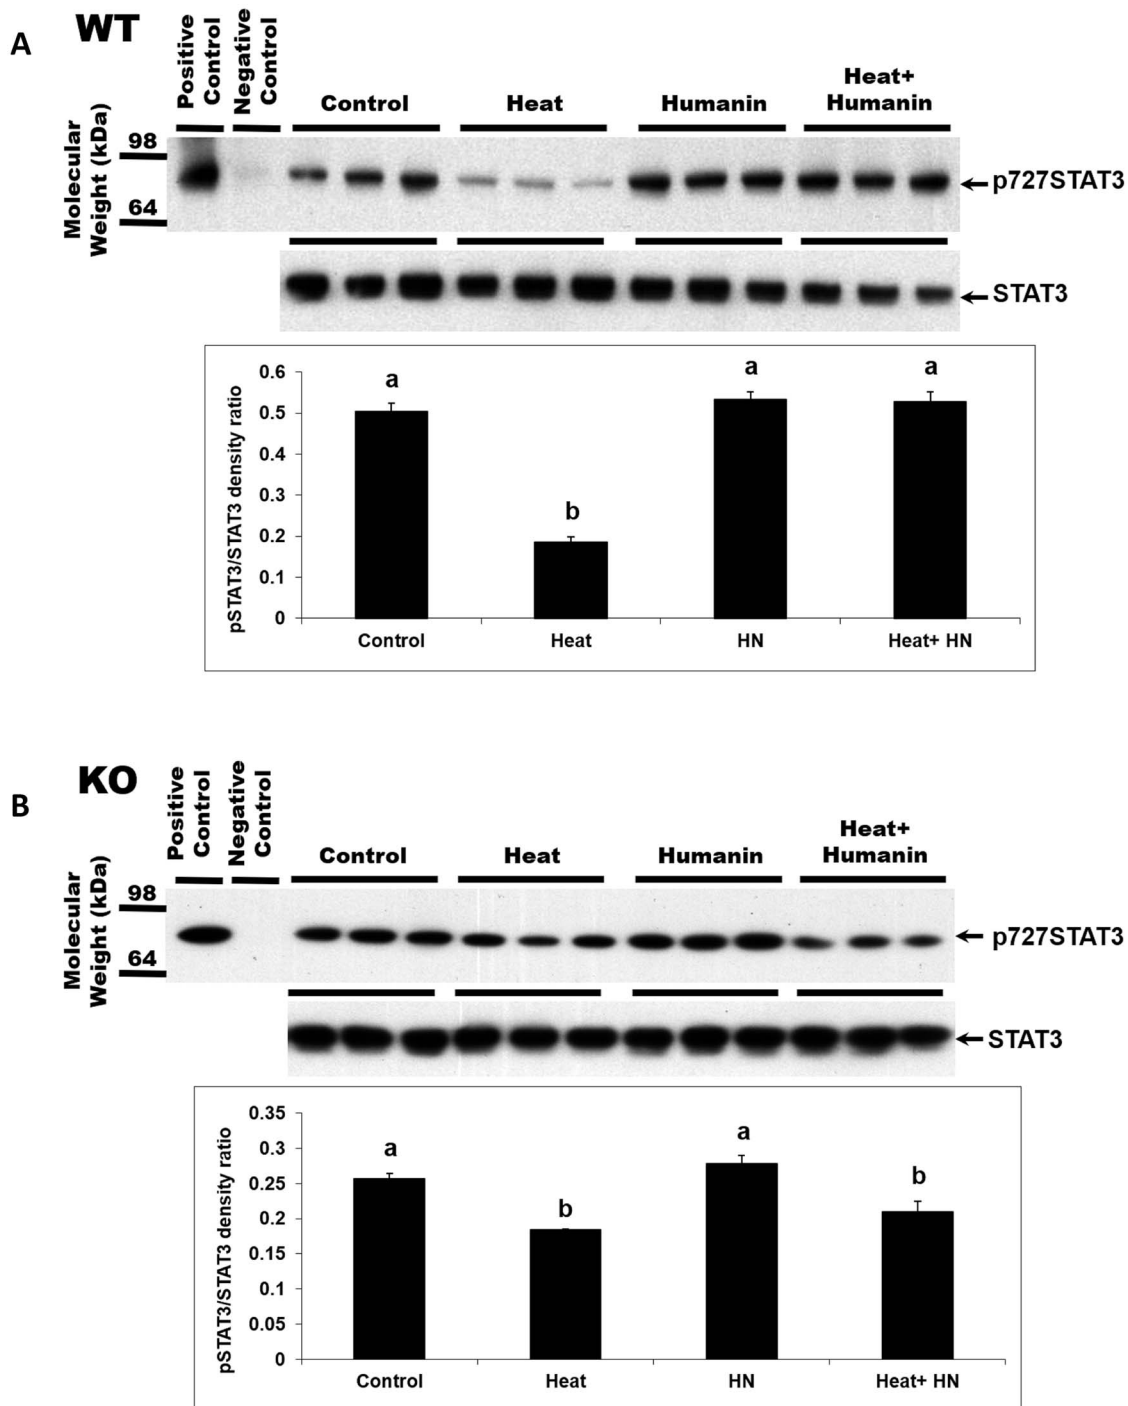 A
WT
Positive
Control
Negative
Control
Control
Heat
Humanin
Heat+
Humanin
Molecular
Weight (kDa)
98
64
p727STAT3
STAT3
pSTAT3/STAT3 density ratio
0.6
0.5
0.4
0.3
0.2
0.1
0
a
b
a
a
Control
Heat
HN
Heat+ HN
B
KO
Positive
Control
Negative
Control
Control
Heat
Humanin
Heat+
Humanin
Molecular
Weight (kDa)
98
64
p727STAT3
STAT3
pSTAT3/STAT3 density ratio
0.35
0.3
0.25
0.2
0.15
0.1
0.05
0
a
b
a
b
Control
Heat
HN
Heat+ HN